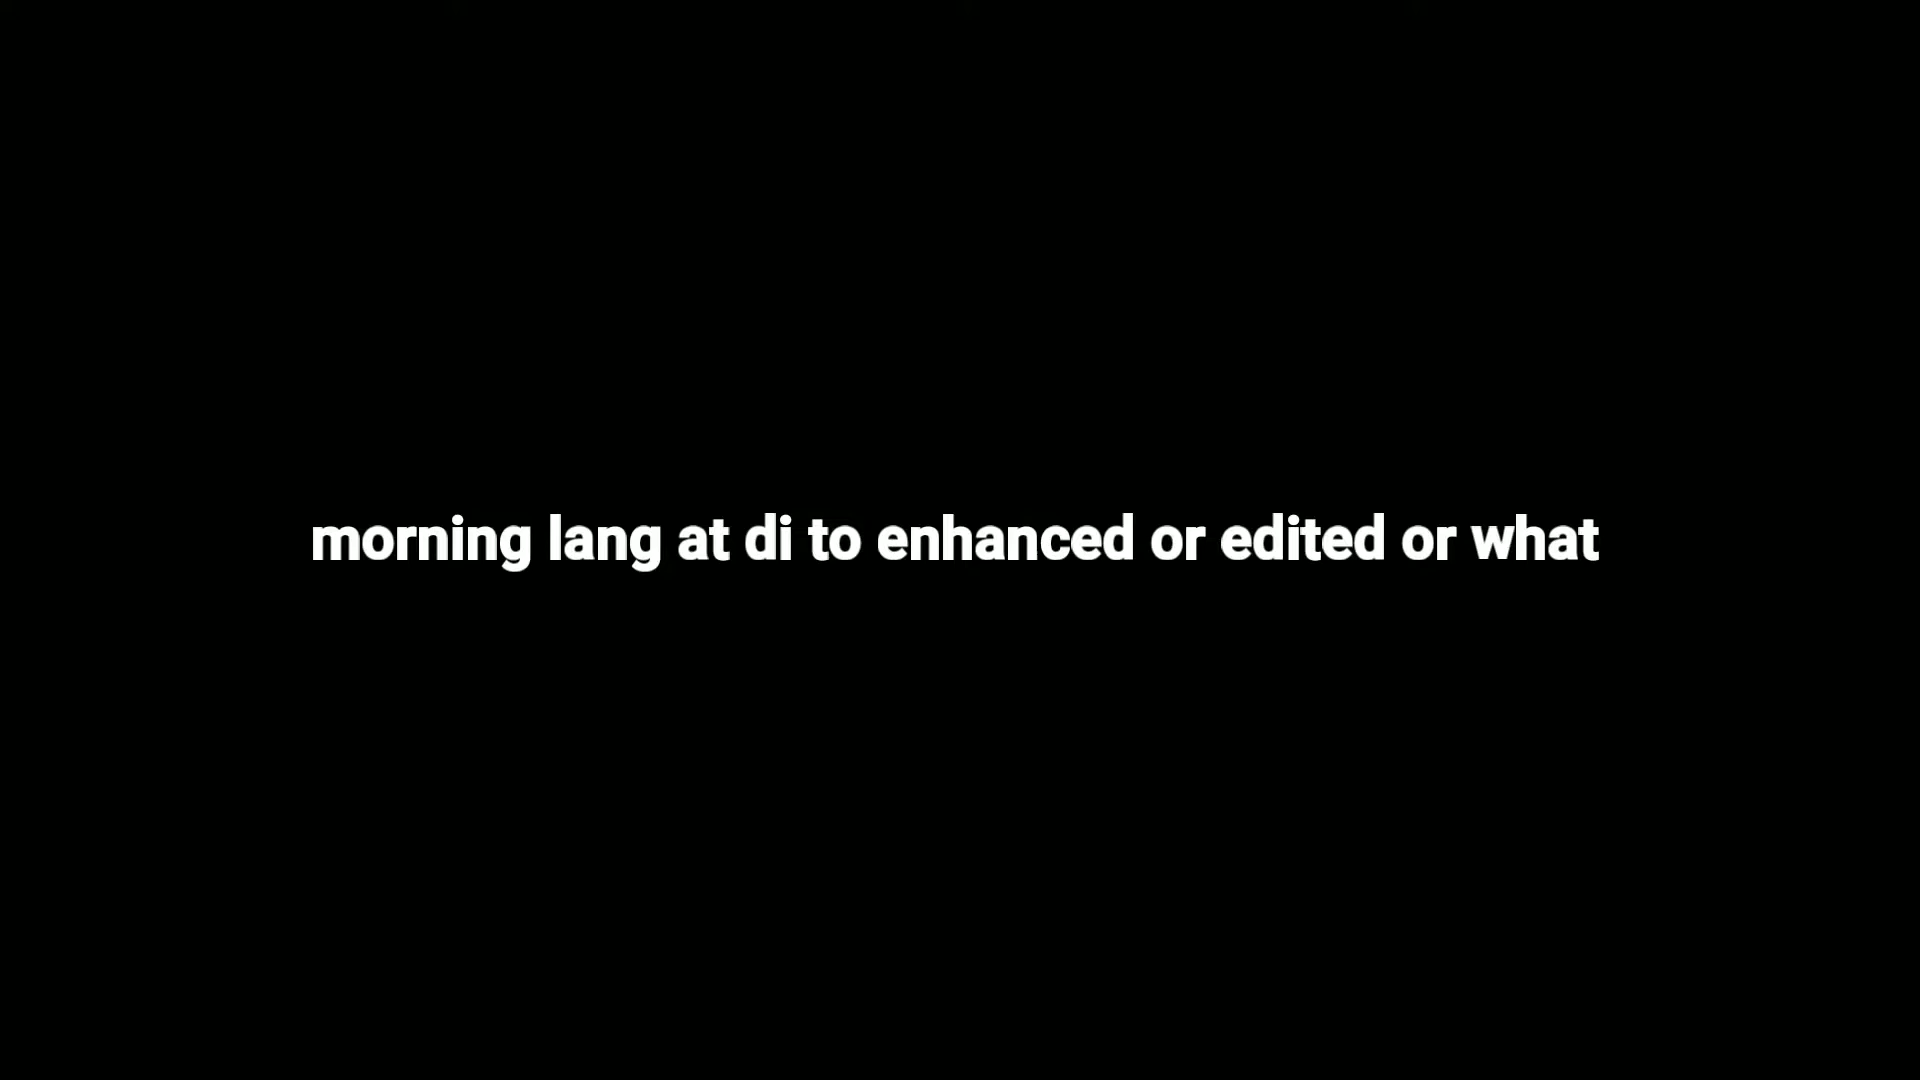 morning lang at di to enhanced or edited or what